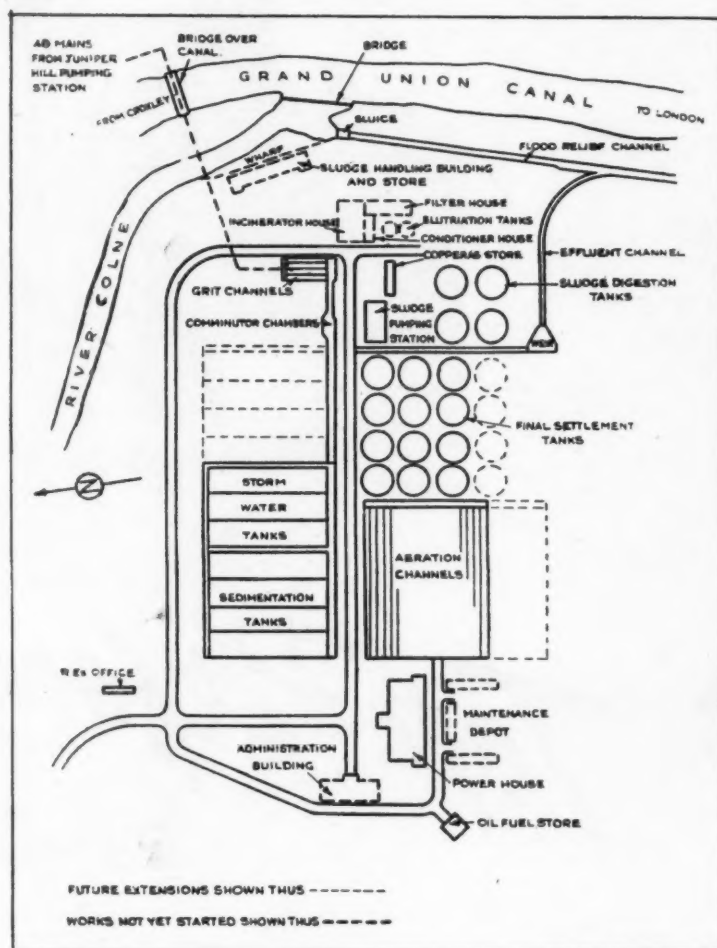 AB MAINS
FROM JUNIPER
HILL PUMPING
STATION
BRIDGE OVER
CANAL.
BRIDGE
GRAND UNION CANAL
TO LONDON
FROM CROXLEY
SLUICE
FLOOD RELIEF CHANNEL
WHARF
SLUDGE HANDLING BUILDING
AND STORE
FILTER HOUSE
INCINERATOR HOUSE
ELUTRIATION TANKS
CONDITIONER HOUSE
COPPERAS STORE
EFFLUENT CHANNEL
RIVER COLNE
GRIT CHANNELS
SLUDGE DIGESTION
TANKS
COMMINUTOR CHAMBERS
SLUDGE
PUMPING
STATION
WEIR
FINAL SETTLEMENT
TANKS
N
STORM
WATER
TANKS
AERATION
CHANNELS
SEDIMENTATION
TANKS
RES OFFICE
MAINTENANCE
DEPOT
ADMINISTRATION
BUILDING
POWER HOUSE
OIL FUEL STORE
FUTURE EXTENSIONS SHOWN THUS
WORKS NOT YET STARTED SHOWN THUS